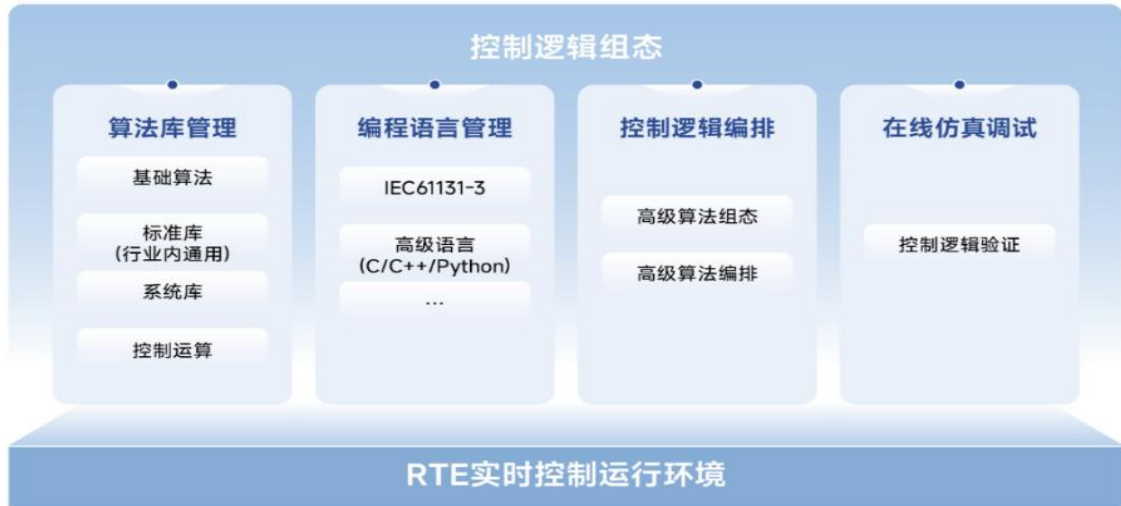 控制逻辑组态
算法库管理
基础算法
标准库
(行业内通用)
系统库
控制运算
编程语言管理
IEC61131-3
高级语言
(C/C++/Python)
...
控制逻辑编排
高级算法组态
高级算法编排
在线仿真调试
控制逻辑验证
RTE实时控制运行环境